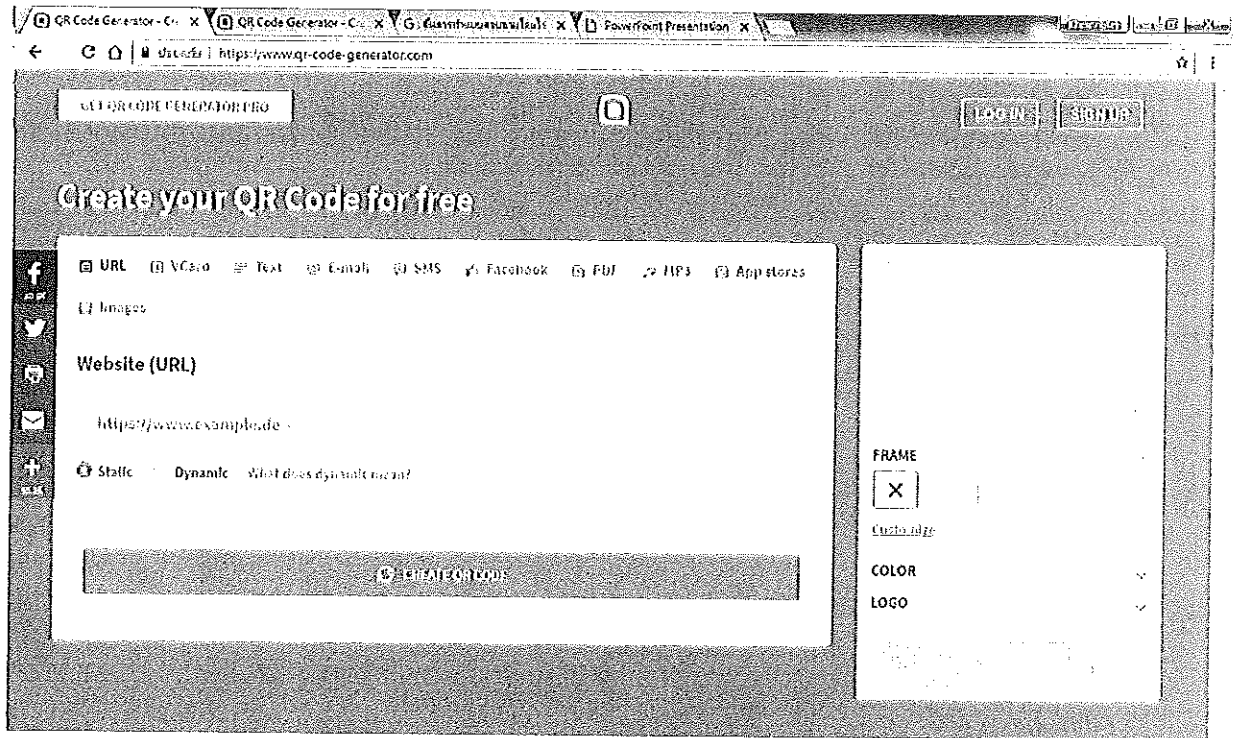 QR Code Generator - Cr X QR Code Generator - Cr X G X PowerPoint Presentation X
https://www.qr-code-generator.com
GET QR CODE GENERATOR PRO LOG IN SIGN UP
Create your QR Code for free
URL VCard Text E-mail SMS Facebook PDF MP3 App stores
Images
Website (URL)
https://www.example.de
Static Dynamic What does dynamic mean?
CREATE QR CODE
FRAME
Customize
COLOR
LOGO